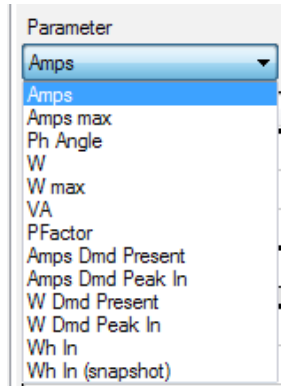 Parameter
Amps
Amps
Amps max
Ph Angle
W
W max
VA
PFactor
Amps Dmd Present
Amps Dmd Peak In
W Dmd Present
W Dmd Peak In
Wh In
Wh In (snapshot)